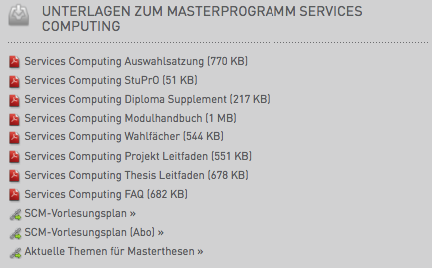 UNTERLAGEN ZUM MASTERPROGRAMM SERVICES
COMPUTING
Services Computing Auswahlsatzung (770 KB)
Services Computing StuPrO (51 KB)
Services Computing Diploma Supplement (217 KB)
Services Computing Modulhandbuch (1 MB)
Services Computing Wahlfächer (544 KB)
Services Computing Projekt Leitfaden (551 KB)
Services Computing Thesis Leitfaden (678 KB)
Services Computing FAQ (682 KB)
SCM-Vorlesungsplan »
SCM-Vorlesungsplan (Abo) »
Aktuelle Themen für Masterthesen »